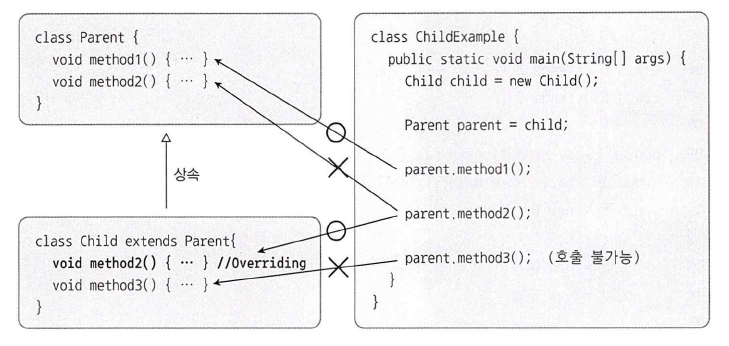 class Parent {
void method1() { … }
void method2() { … }
}
상속
class Child extends Parent{
void method2() { … } //Overriding
void method3() { … }
}
class ChildExample {
public static void main(String[] args) {
Child child = new Child();
Parent parent = child;
parent.method1();
parent.method2();
parent.method3(); (호출 불가능)
}
}